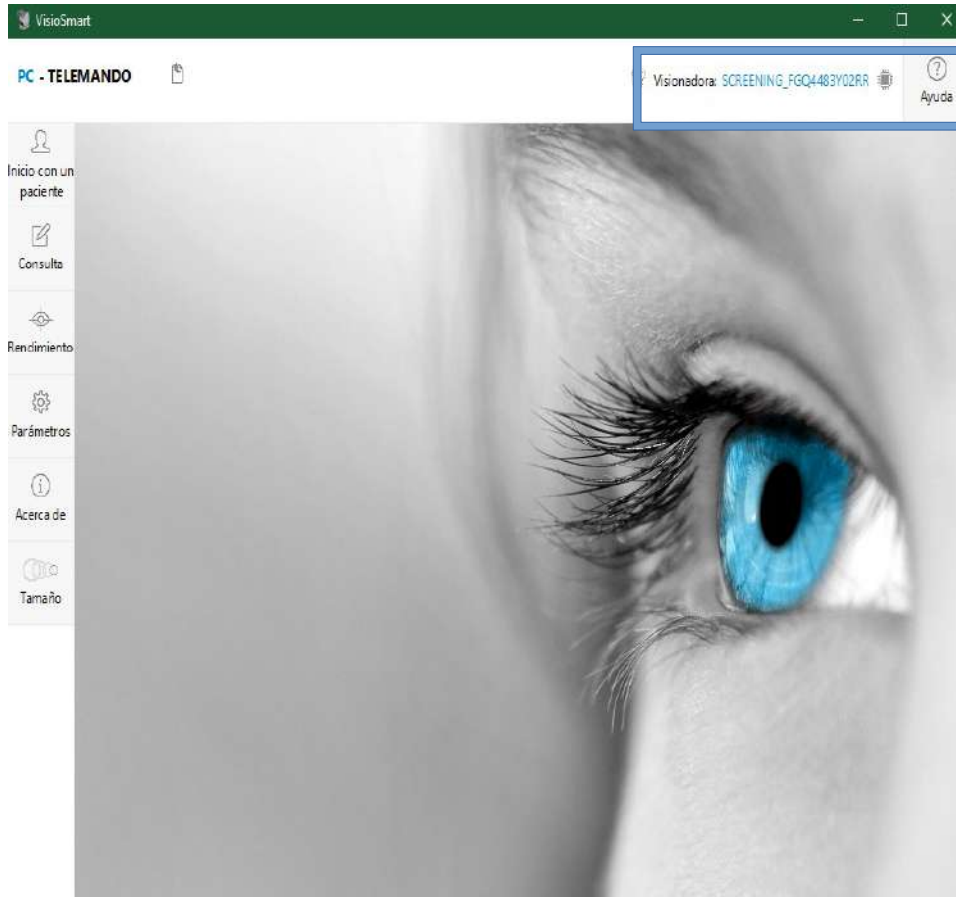 VisioSmart
PC - TELEMANDO
Visionadora: SCREENING_FGQ4483Y02RR
Ayuda
Inicio con un
paciente
Consulta
Rendimiento
Parámetros
Acerca de
Tamaño